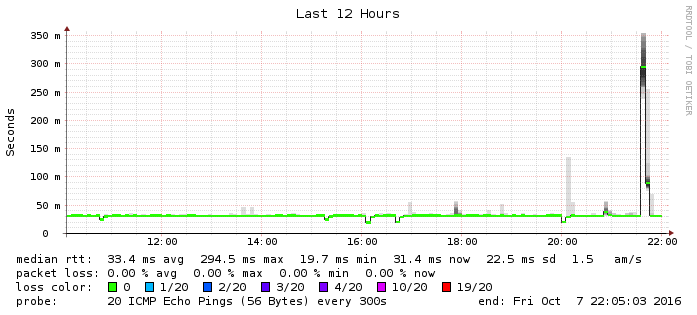 Last 12 Hours
RRDTOOL / TOBI OETIKER
Seconds
350 m
300 m
250 m
200 m
150 m
100 m
50 m
0
12:00 14:00 16:00 18:00 20:00 22:00
median rtt: 33.4 ms avg 294.5 ms max 19.7 ms min 31.4 ms now 22.5 ms sd 1.5 am/s
packet loss: 0.00 % avg 0.00 % max 0.00 % min 0.00 % now
loss color: 0 1/20 2/20 3/20 4/20 10/20 19/20
probe: 20 ICMP Echo Pings (56 Bytes) every 300s end: Fri Oct 7 22:05:03 2016